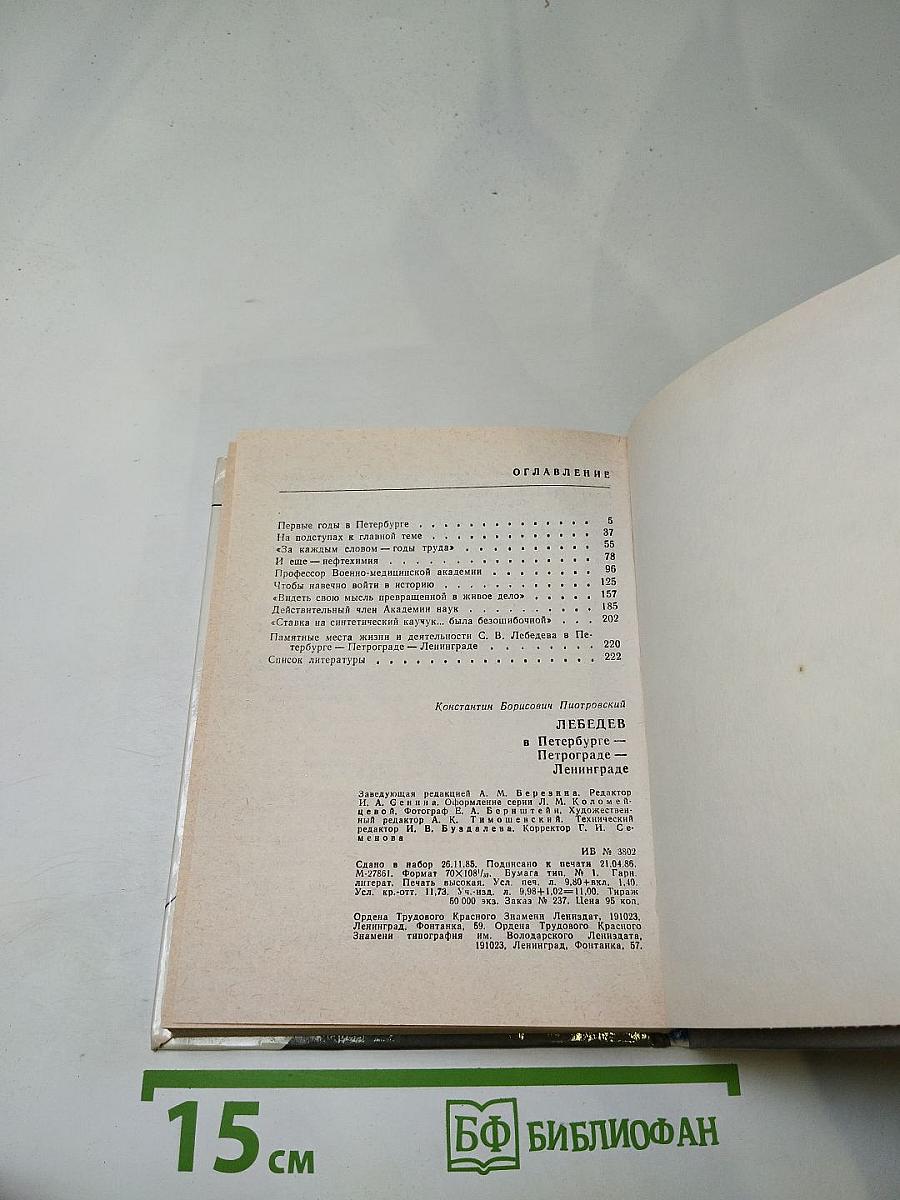 ОГЛАВЛЕНИЕ
Первые годы в Петербурге . . . . . . . . . . . . . . 5
На подступах к главной теме . . . . . . . . . . . . . 37
«За каждым словом — годы труда» . . . . . . . . . . 55
И еще — нефтехимия . . . . . . . . . . . . . . . . 78
Профессор Военно-медицинской академии . . . . . . . . 96
Чтобы навечно войти в историю . . . . . . . . . . . . 125
«Видеть свою мысль превращенной в живое дело» . . . . . 157
Действительный член Академии наук . . . . . . . . . . 185
«Ставка на синтетический каучук... была безошибочной» . . . 202
Памятные места жизни и деятельности С. В. Лебедева в Пе-
тербурге — Петрограде — Ленинграде . . . . . . . . 220
Список литературы . . . . . . . . . . . . . . . . . 222
Константин Борисович Пиотровский
ЛЕБЕДЕВ
в Петербурге —
Петрограде —
Ленинграде
Заведующая редакцией А. М. Березина. Редактор
И. А. Сенина. Оформление серии Л. М. Коломей-
цевой. Фотограф Е. А. Бернштейн. Художествен-
ный редактор А. К. Тимошевский. Технический
редактор И. В. Буздалева. Корректор Г. И. Се-
менова
ИБ № 3802
Сдано в набор 26.11.85. Подписано к печати 21.04.86.
М-27861. Формат 70×108¹/₃₂. Бумага тип. № 1. Гарн.
литерат. Печать высокая. Усл. печ. л. 9,80+вкл. 1,40.
Усл. кр.-отт. 11,73. Уч.-изд. л. 9,98+1,02=11,00. Тираж
50 000 экз. Заказ № 237. Цена 95 коп.
Ордена Трудового Красного Знамени Лениздат, 191023,
Ленинград, Фонтанка, 59. Ордена Трудового Красного
Знамени типография им. Володарского Лениздата,
191023, Ленинград, Фонтанка, 57.
15 см
БФ БИБЛИОФАН